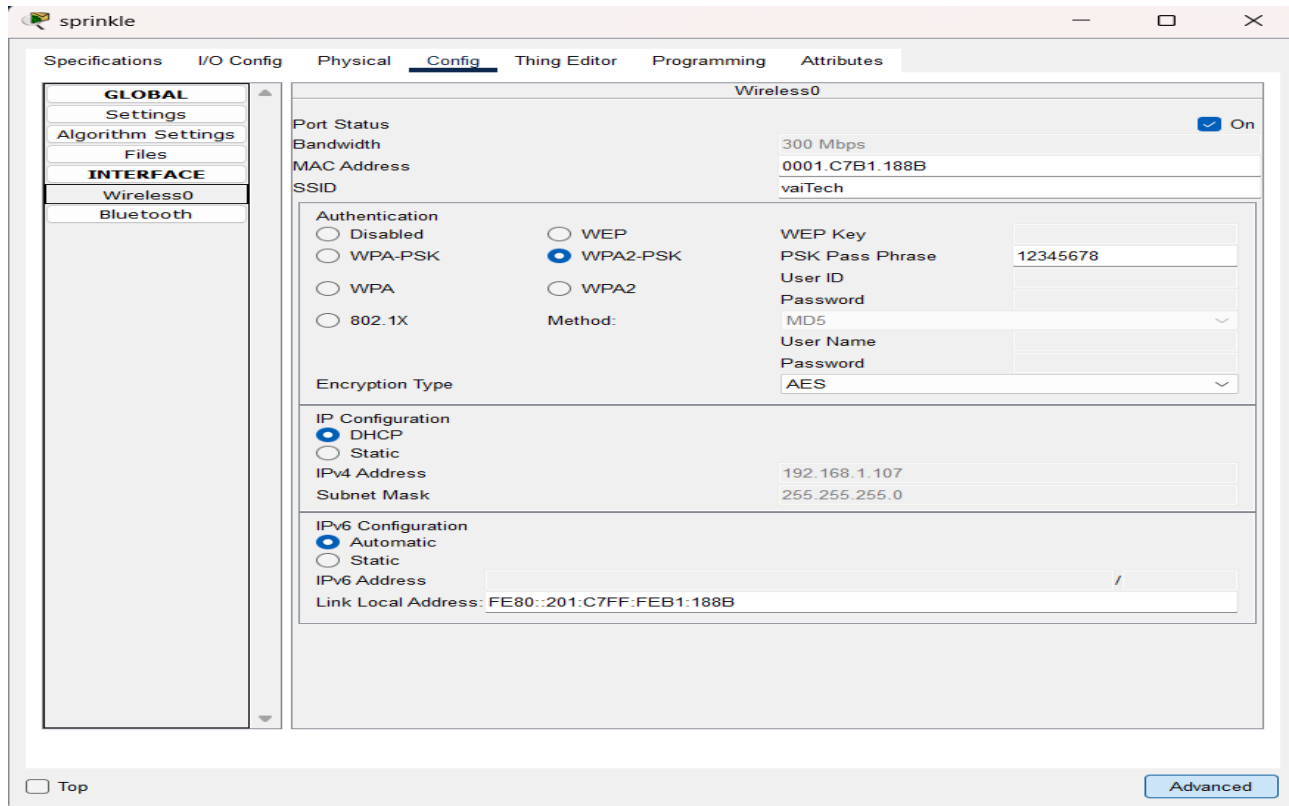 sprinkle
Specifications I/O Config Physical Config Thing Editor Programming Attributes
GLOBAL
Settings
Algorithm Settings
Files
INTERFACE
Wireless0
Bluetooth
Wireless0
Port Status On
Bandwidth 300 Mbps
MAC Address 0001.C7B1.188B
SSID vaiTech
Authentication
Disabled WEP WEP Key
WPA-PSK WPA2-PSK PSK Pass Phrase 12345678
User ID
WPA WPA2
Password
802.1X Method: MD5
User Name
Password
Encryption Type AES
IP Configuration
DHCP
Static
IPv4 Address 192.168.1.107
Subnet Mask 255.255.255.0
IPv6 Configuration
Automatic
Static
IPv6 Address /
Link Local Address: FE80::201:C7FF:FEB1:188B
Top Advanced